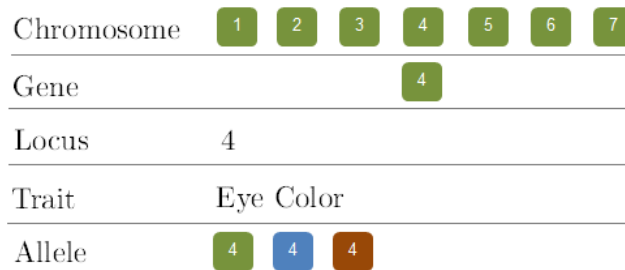 Chromosome 1 2 3 4 5 6 7
Gene 4
Locus 4
Trait Eye Color
Allele 4 4 4